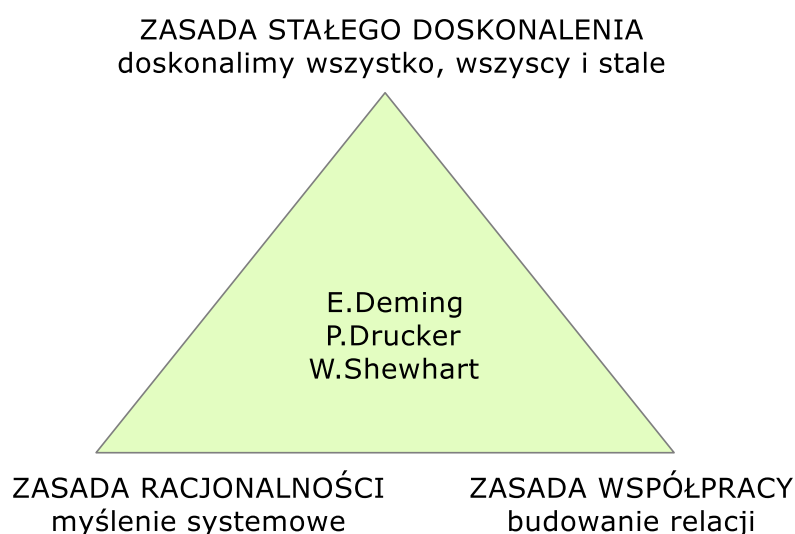 ZASADA STAŁEGO DOSKONALENIA
doskonalimy wszystko, wszyscy i stale
E.Deming
P.Drucker
W.Shewhart
ZASADA RACJONALNOŚCI
myślenie systemowe
ZASADA WSPÓŁPRACY
budowanie relacji